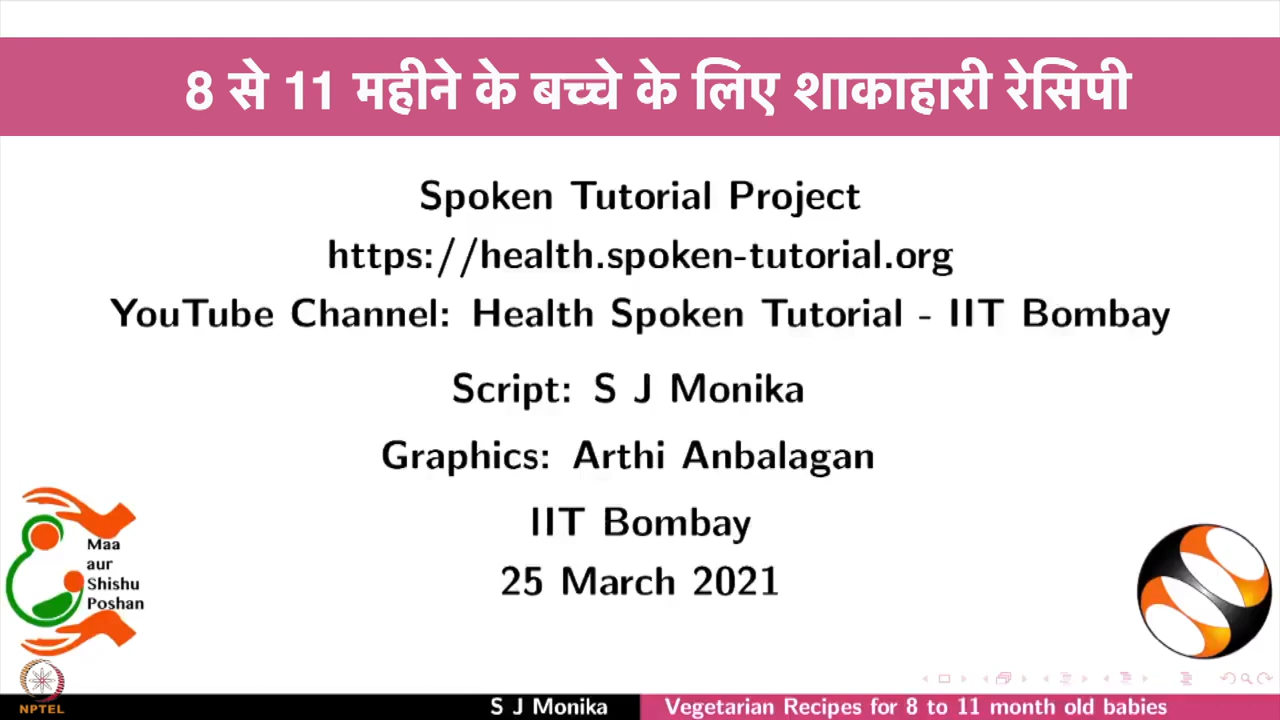 8 से 11 महीने के बच्चे के लिए शाकाहारी रेसिपी
Spoken Tutorial Project
https://health.spoken-tutorial.org
YouTube Channel: Health Spoken Tutorial - IIT Bombay
Script: S J Monika
Graphics: Arthi Anbalagan
IIT Bombay
25 March 2021
Maa
aur
Shishu
Poshan
NPTEL
S J Monika
Vegetarian Recipes for 8 to 11 month old babies